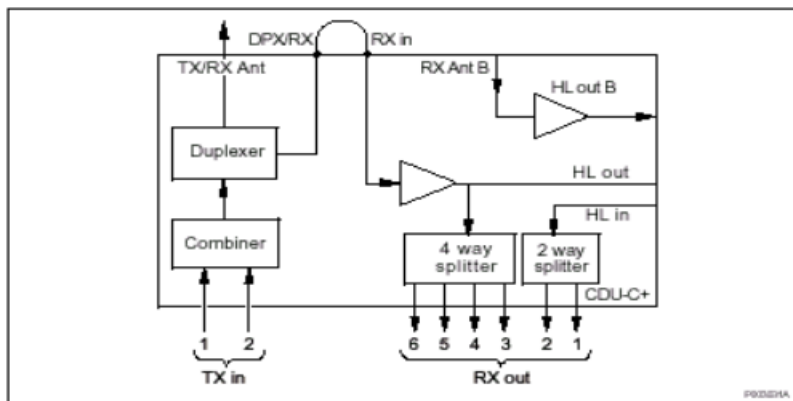 DPX/RX
RX in
TX/RX Ant
RX Ant B
HL out B
Duplexer
HL out
HL in
Combiner
4 way
splitter
2 way
splitter
CDU-C+
1 2
6 5 4 3 2 1
TX in
RX out